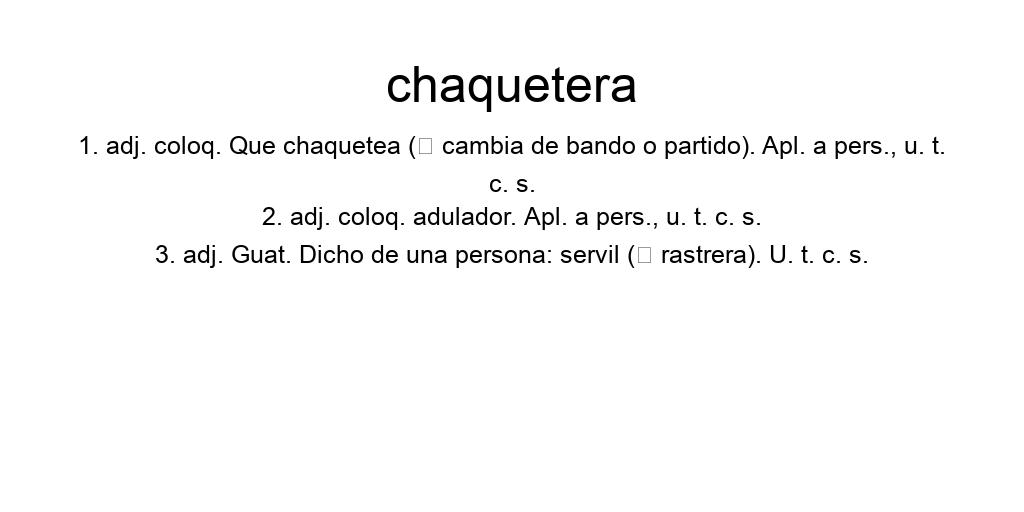 chaquetera
1. adj. coloq. Que chaquetea (□ cambia de bando o partido). Apl. a pers., u. t.
c. s.
2. adj. coloq. adulador. Apl. a pers., u. t. c. s.
3. adj. Guat. Dicho de una persona: servil (□ rastrera). U. t. c. s.